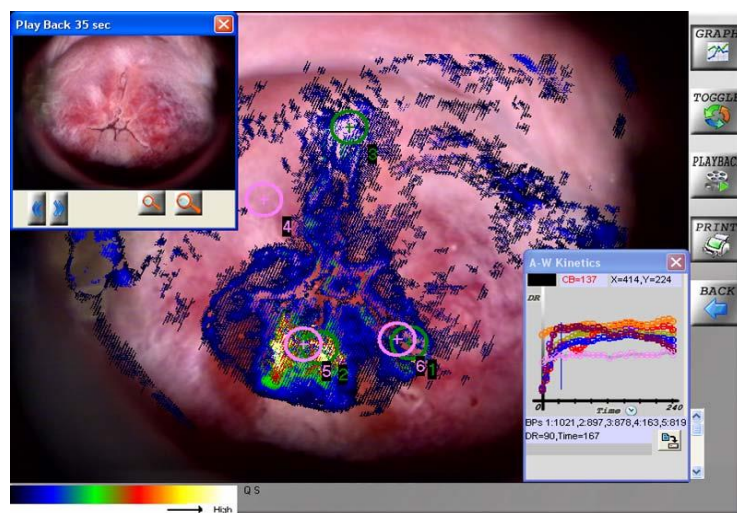 Play Back 35 sec
GRAPH
TOGGLE
PLAYBACK
PRINT
BACK
3
4
5
2
6
1
A-W Kinetics
CB=137 X=414,Y=224
DR
0 Time 240
BPs 1:1021,2:897,3:878,4:163,5:819
DR=90,Time=167
Q S
High